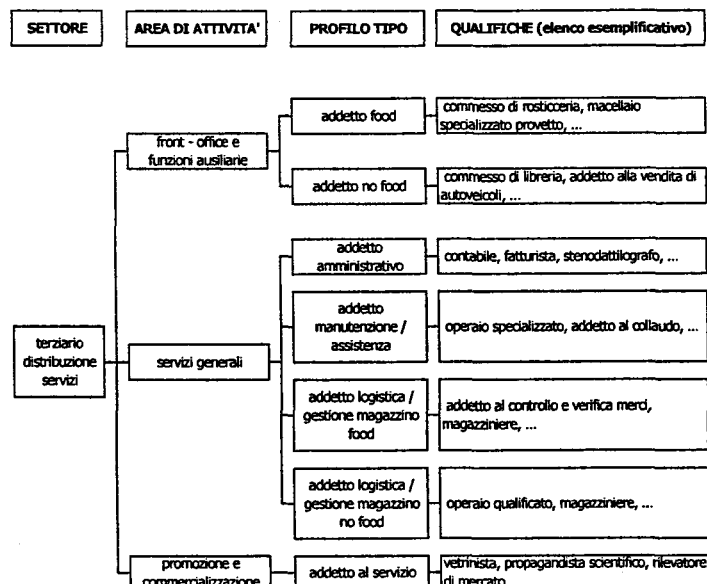 SETTORE
AREA DI ATTIVITA'
PROFILO TIPO
QUALIFICHE (elenco esemplificativo)
terziario
distribuzione
servizi
front - office e
funzioni ausiliarie
addetto food
commesso di rosticceria, macellaio
specializzato provetto, ...
addetto no food
commesso di libreria, addetto alla vendita di
autoveicoli, ...
servizi generali
addetto
amministrativo
contabile, fatturista, stenodattilografo, ...
addetto
manutenzione /
assistenza
operaio specializzato, addetto al collaudo, ...
addetto logistica /
gestione magazzino
food
addetto al controllo e verifica merci,
magazziniere, ...
addetto logistica /
gestione magazzino
no food
operaio qualificato, magazziniere, ...
promozione e
commercializzazione
addetto al servizio
vetrinista, propagandista scientifico, rilevatore
di mercato